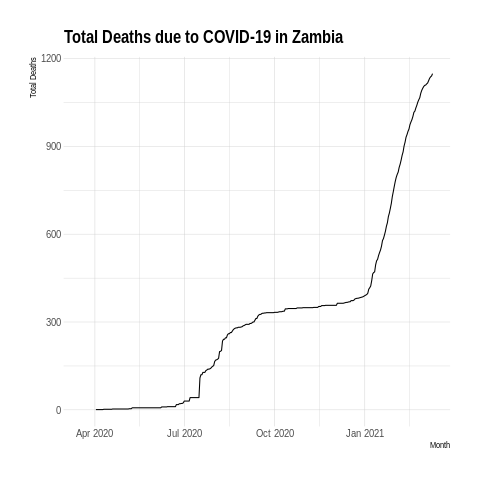 Total Deaths due to COVID-19 in Zambia
Total Deaths
1200
900
600
300
0
Apr 2020 Jul 2020 Oct 2020 Jan 2021
Month